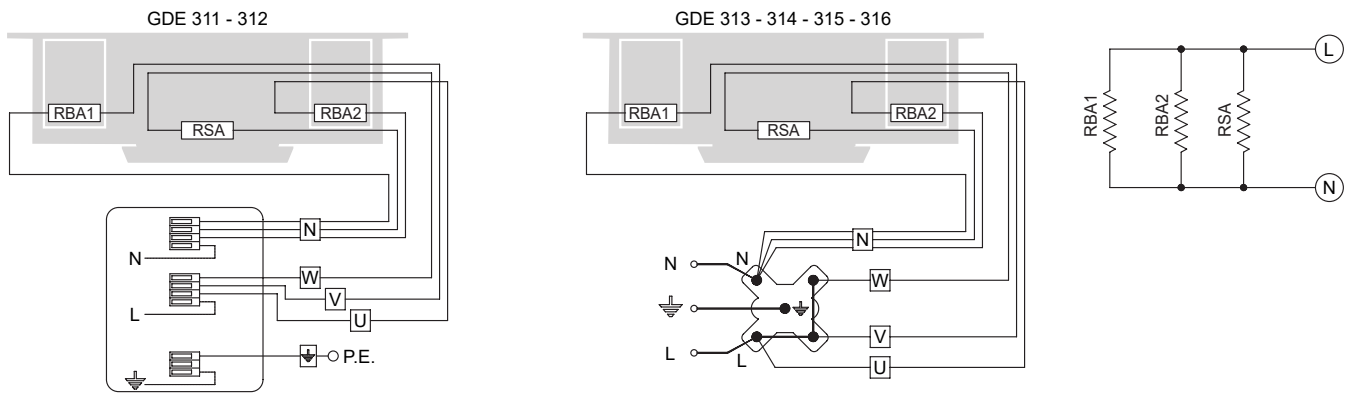 GDE 311 - 312
RBA1
RSA
RBA2
N
N
W
V
L
U
P.E.
GDE 313 - 314 - 315 - 316
RBA1
RSA
RBA2
N
N
N
W
V
L
L
U
L
RBA1
RBA2
RSA
N